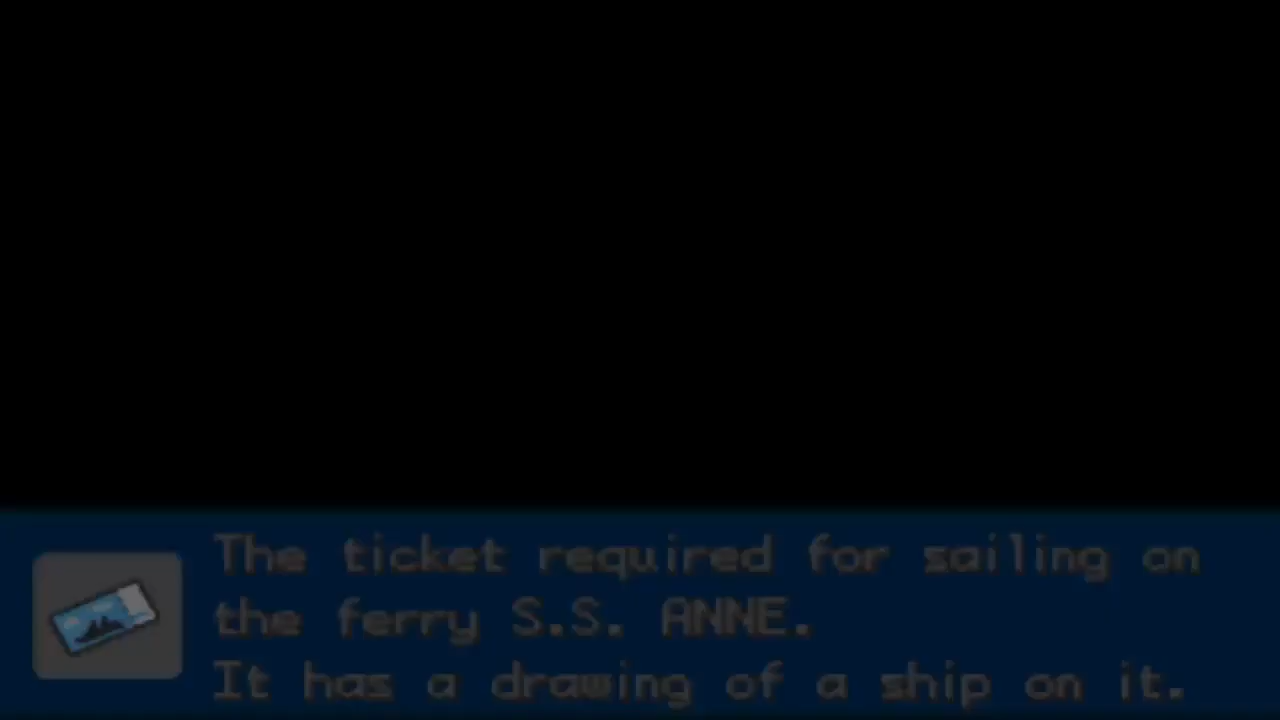 The ticket required for sailing on
the ferry S.S. ANNE.
It has a drawing of a ship on it.